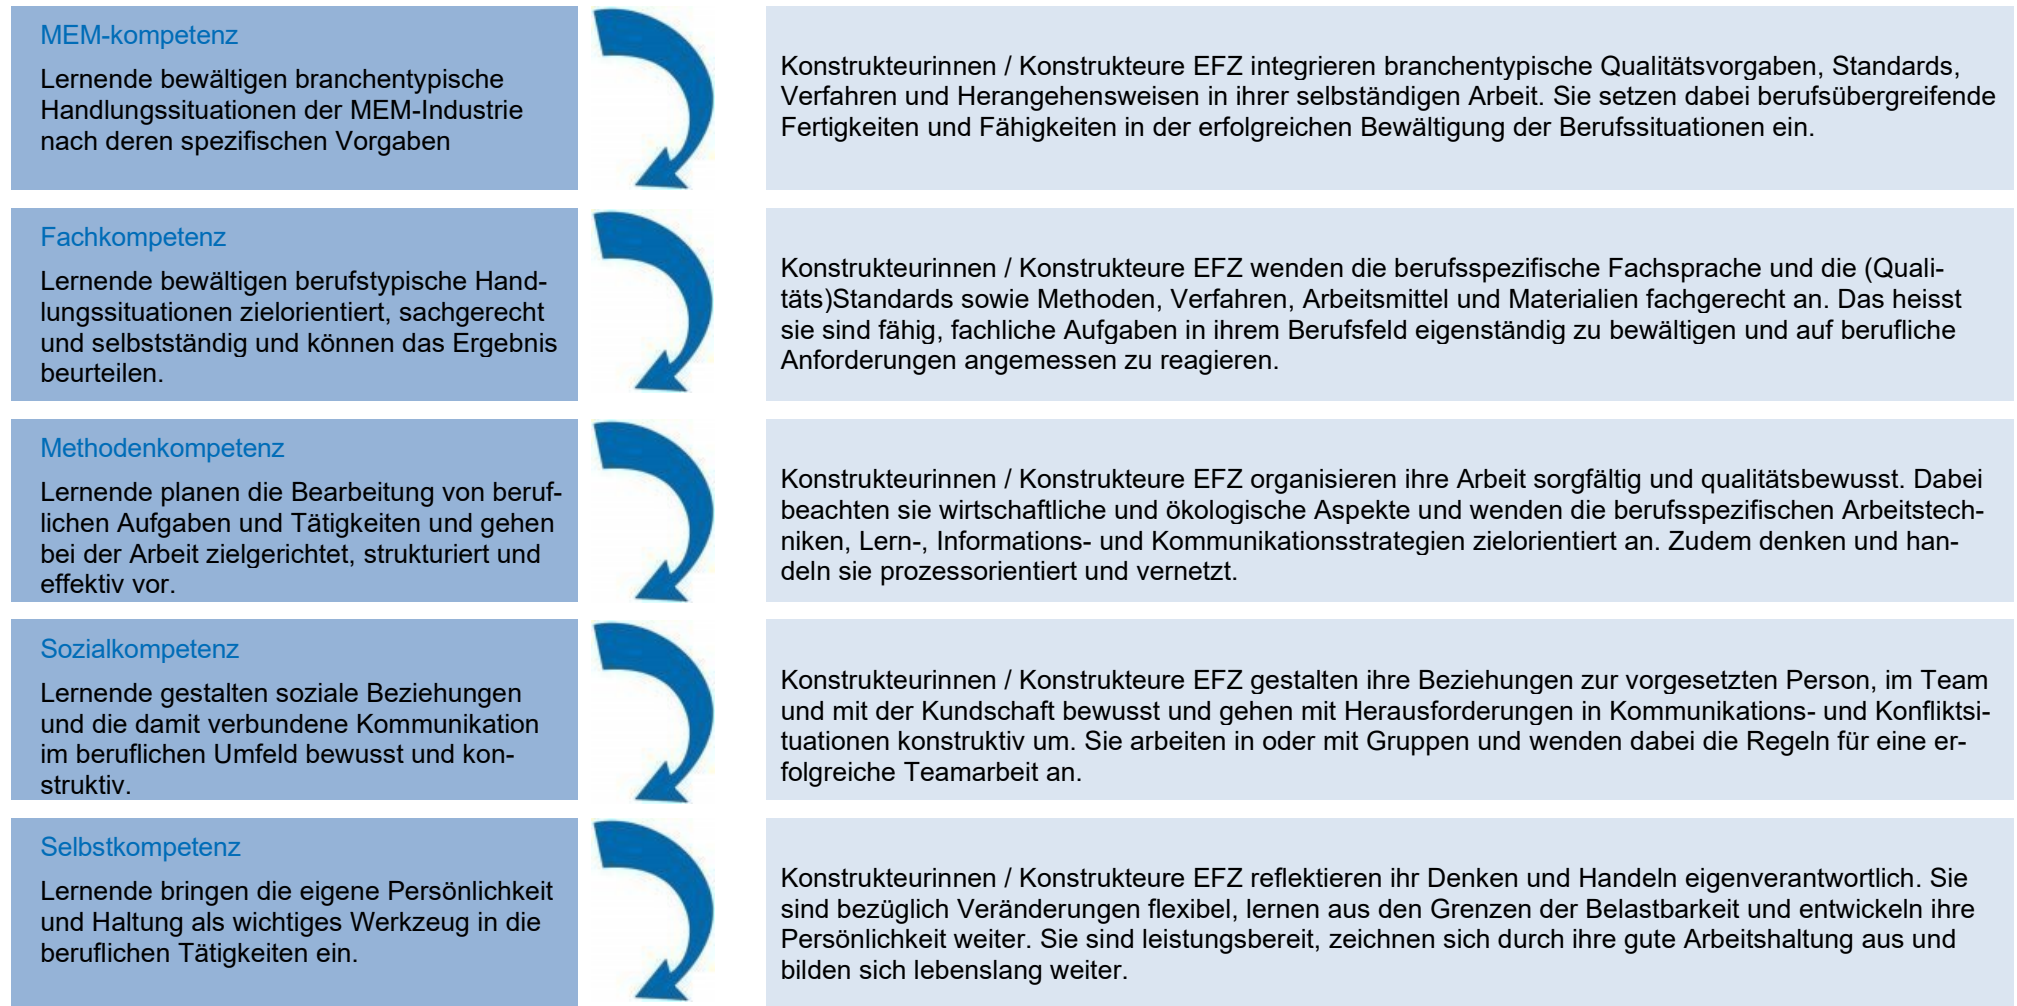 MEM-kompetenz
Lernende bewältigen branchentypische
Handlungssituationen der MEM-Industrie
nach deren spezifischen Vorgaben
Konstrukteurinnen / Konstrukteure EFZ integrieren branchentypische Qualitätsvorgaben, Standards,
Verfahren und Herangehensweisen in ihrer selbständigen Arbeit. Sie setzen dabei berufsübergreifende
Fertigkeiten und Fähigkeiten in der erfolgreichen Bewältigung der Berufssituationen ein.
Fachkompetenz
Lernende bewältigen berufstypische Hand-
lungssituationen zielorientiert, sachgerecht
und selbstständig und können das Ergebnis
beurteilen.
Konstrukteurinnen / Konstrukteure EFZ wenden die berufsspezifische Fachsprache und die (Quali-
täts)Standards sowie Methoden, Verfahren, Arbeitsmittel und Materialien fachgerecht an. Das heisst
sie sind fähig, fachliche Aufgaben in ihrem Berufsfeld eigenständig zu bewältigen und auf berufliche
Anforderungen angemessen zu reagieren.
Methodenkompetenz
Lernende planen die Bearbeitung von beruf-
lichen Aufgaben und Tätigkeiten und gehen
bei der Arbeit zielgerichtet, strukturiert und
effektiv vor.
Konstrukteurinnen / Konstrukteure EFZ organisieren ihre Arbeit sorgfältig und qualitätsbewusst. Dabei
beachten sie wirtschaftliche und ökologische Aspekte und wenden die berufsspezifischen Arbeitstech-
niken, Lern-, Informations- und Kommunikationsstrategien zielorientiert an. Zudem denken und han-
deln sie prozessorientiert und vernetzt.
Sozialkompetenz
Lernende gestalten soziale Beziehungen
und die damit verbundene Kommunikation
im beruflichen Umfeld bewusst und kon-
struktiv.
Konstrukteurinnen / Konstrukteure EFZ gestalten ihre Beziehungen zur vorgesetzten Person, im Team
und mit der Kundschaft bewusst und gehen mit Herausforderungen in Kommunikations- und Konfliktsi-
tuationen konstruktiv um. Sie arbeiten in oder mit Gruppen und wenden dabei die Regeln für eine er-
folgreiche Teamarbeit an.
Selbstkompetenz
Lernende bringen die eigene Persönlichkeit
und Haltung als wichtiges Werkzeug in die
beruflichen Tätigkeiten ein.
Konstrukteurinnen / Konstrukteure EFZ reflektieren ihr Denken und Handeln eigenverantwortlich. Sie
sind bezüglich Veränderungen flexibel, lernen aus den Grenzen der Belastbarkeit und entwickeln ihre
Persönlichkeit weiter. Sie sind leistungsbereit, zeichnen sich durch ihre gute Arbeitshaltung aus und
bilden sich lebenslang weiter.